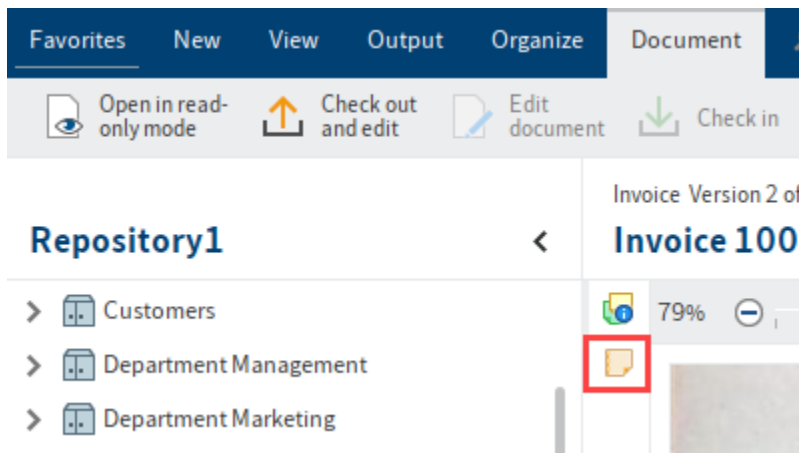 Favorites New View Output Organize Document
Open in read- Check out Edit Check in
only mode and edit document
Invoice Version 2 of
Repository1 Invoice 100
Customers 79%
Department Management
Department Marketing